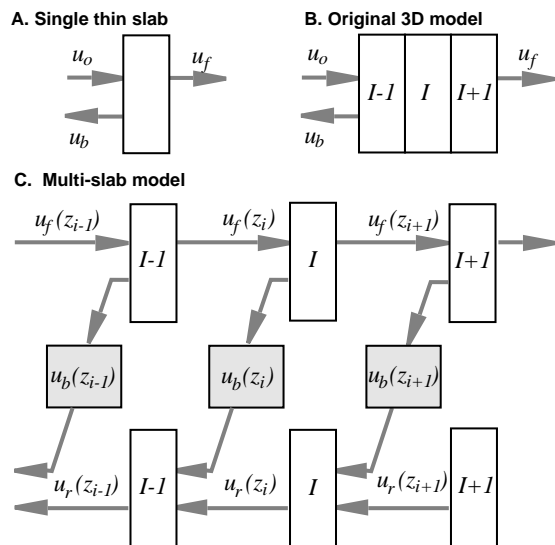 A. Single thin slab
u_o
u_f
u_b
B. Original 3D model
u_o
u_f
I-1 I I+1
u_b
C. Multi-slab model
u_f(z_{i-1}) u_f(z_i) u_f(z_{i+1})
I-1 I I+1
u_b(z_{i-1}) u_b(z_i) u_b(z_{i+1})
u_r(z_{i-1}) I-1 u_r(z_i) I u_r(z_{i+1}) I+1